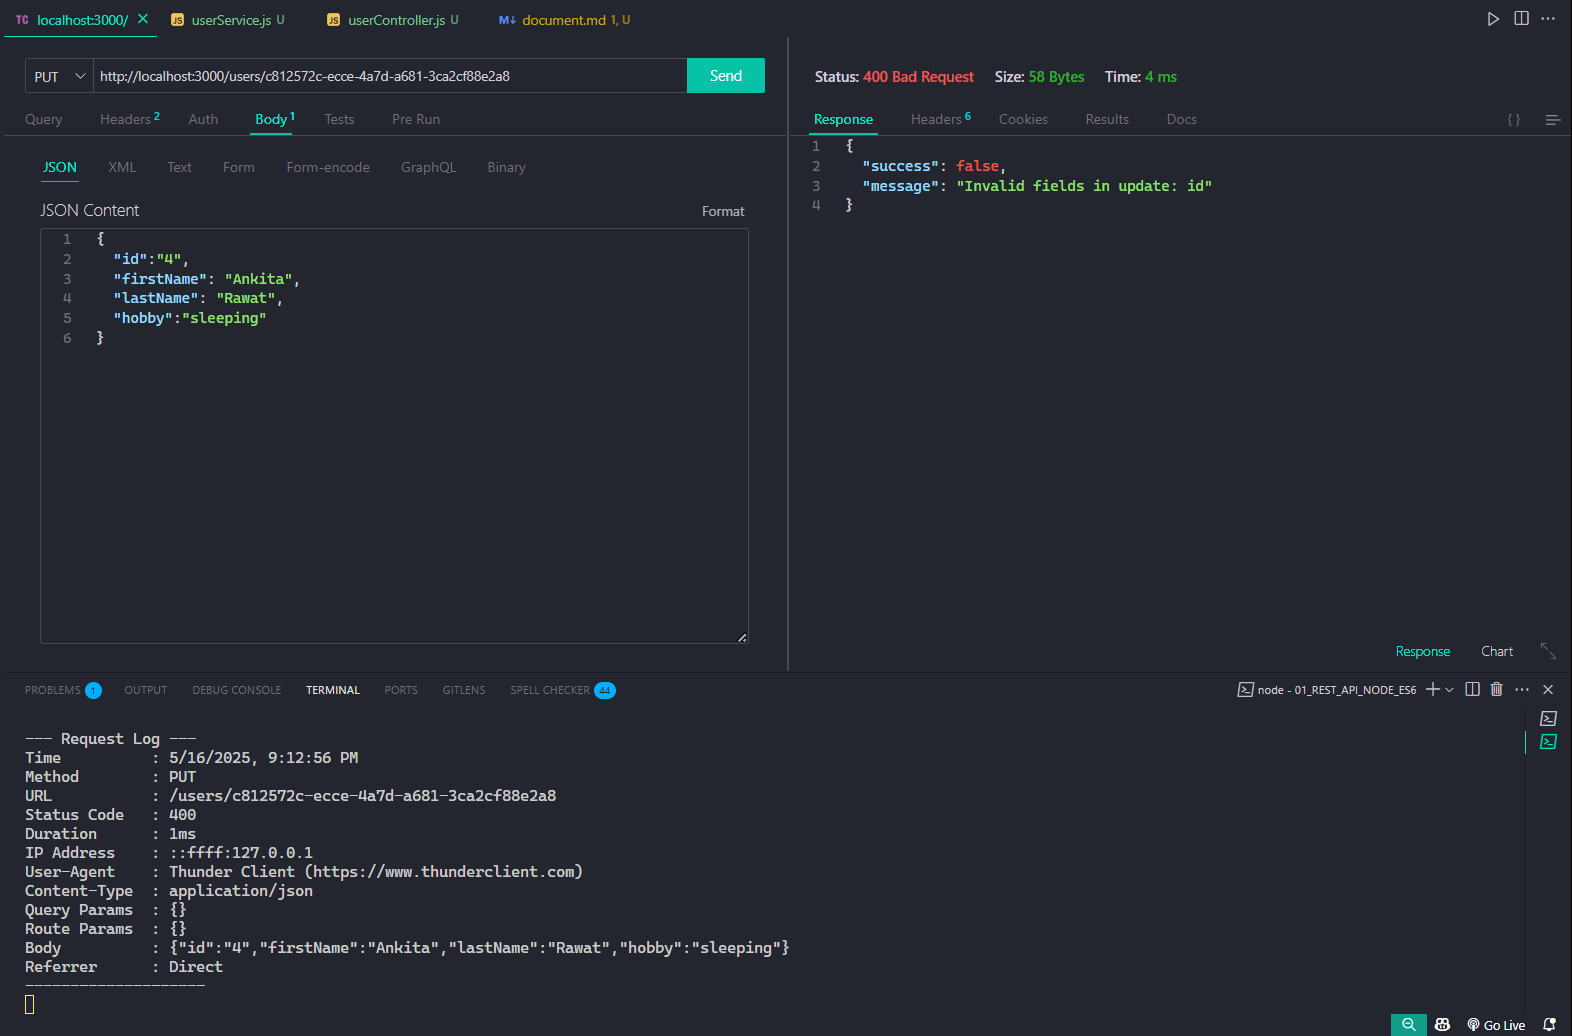 TC localhost:3000/ × JS userService.js U JS userController.js U M↓ document.md 1, U
PUT http://localhost:3000/users/c812572c-ecce-4a7d-a681-3ca2cf88e2a8 Send
Query Headers 2 Auth Body 1 Tests Pre Run
JSON XML Text Form Form-encode GraphQL Binary
JSON Content Format
1 {
2 "id":"4",
3 "firstName": "Ankita",
4 "lastName": "Rawat",
5 "hobby":"sleeping"
6 }
Status: 400 Bad Request Size: 58 Bytes Time: 4 ms
Response Headers 6 Cookies Results Docs { }
1 {
2 "success": false,
3 "message": "Invalid fields in update: id"
4 }
Response Chart
PROBLEMS 1 OUTPUT DEBUG CONSOLE TERMINAL PORTS GITLENS SPELL CHECKER 44 node - 01_REST_API_NODE_ES6
--- Request Log ---
Time : 5/16/2025, 9:12:56 PM
Method : PUT
URL : /users/c812572c-ecce-4a7d-a681-3ca2cf88e2a8
Status Code : 400
Duration : 1ms
IP Address : ::ffff:127.0.0.1
User-Agent : Thunder Client (https://www.thunderclient.com)
Content-Type : application/json
Query Params : {}
Route Params : {}
Body : {"id":"4","firstName":"Ankita","lastName":"Rawat","hobby":"sleeping"}
Referrer : Direct
--------------------
Go Live